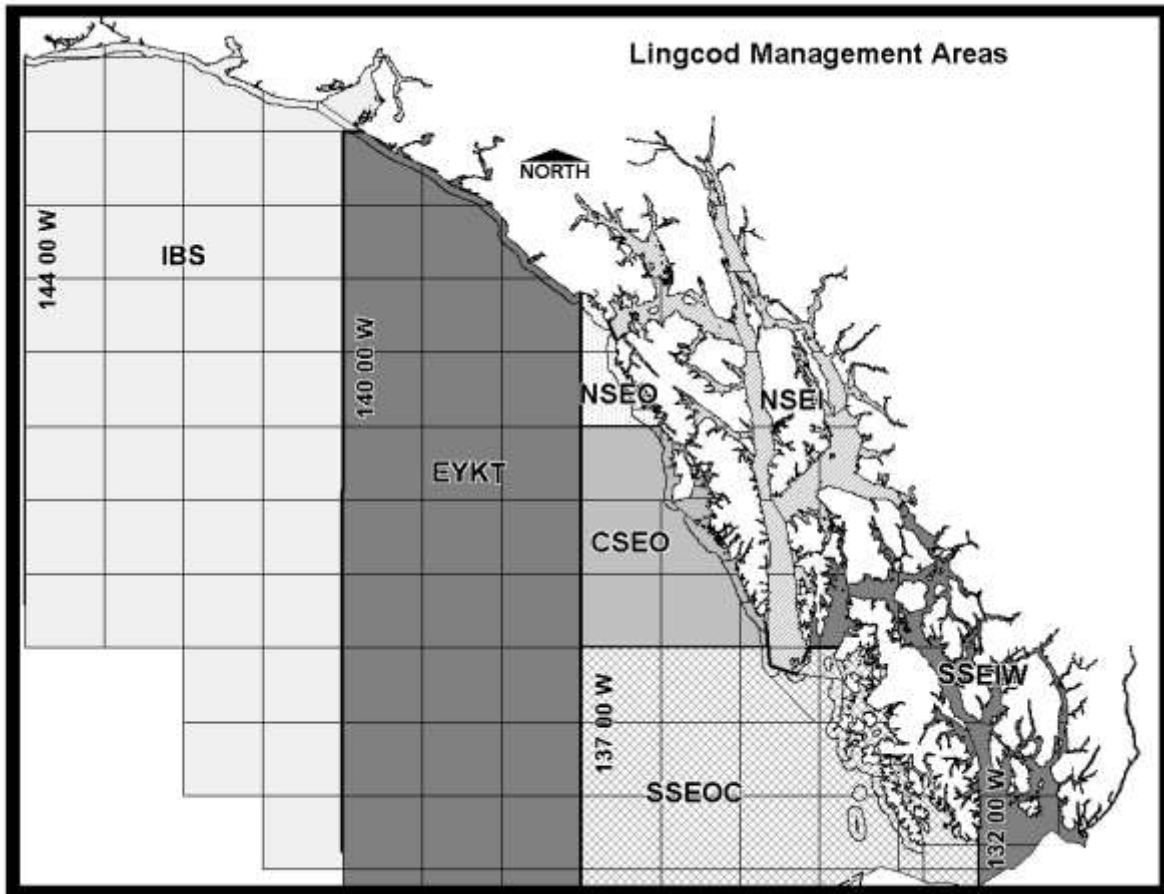 Lingcod Management Areas
NORTH
144 00 W
IBS
140 00 W
NSEO
NSEI
EYKT
CSEO
SSEIW
137 00 W
SSEOC
132 00 W